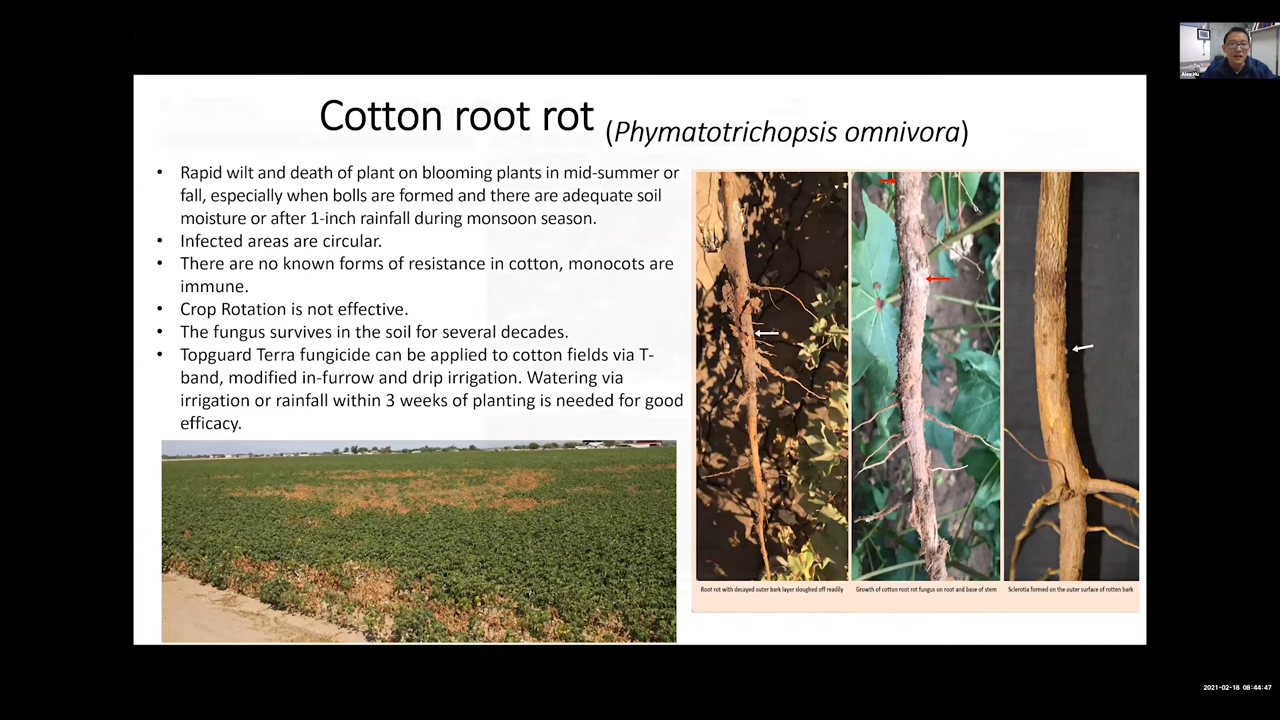 Alex Hu
Cotton root rot (Phymatotrichopsis omnivora)
• Rapid wilt and death of plant on blooming plants in mid-summer or
fall, especially when bolls are formed and there are adequate soil
moisture or after 1-inch rainfall during monsoon season.
• Infected areas are circular.
• There are no known forms of resistance in cotton, monocots are
immune.
• Crop Rotation is not effective.
• The fungus survives in the soil for several decades.
• Topguard Terra fungicide can be applied to cotton fields via T-
band, modified in-furrow and drip irrigation. Watering via
irrigation or rainfall within 3 weeks of planting is needed for good
efficacy.
Root rot with decayed outer bark layer sloughed off readily
Growth of cotton root rot fungus on root and base of stem
Sclerotia formed on the outer surface of rotten bark
2021-02-18 08:44:47